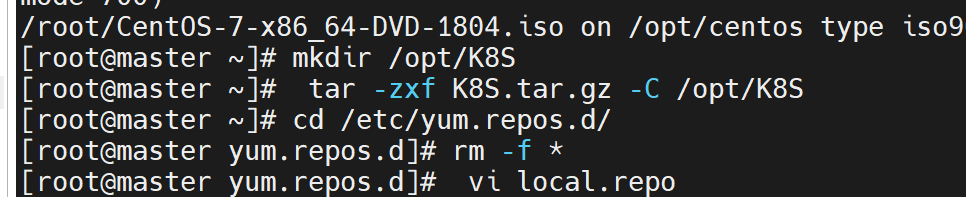 mode 700)
/root/CentOS-7-x86_64-DVD-1804.iso on /opt/centos type iso9
[root@master ~]# mkdir /opt/K8S
[root@master ~]#  tar -zxf K8S.tar.gz -C /opt/K8S
[root@master ~]# cd /etc/yum.repos.d/
[root@master yum.repos.d]# rm -f *
[root@master yum.repos.d]#  vi local.repo